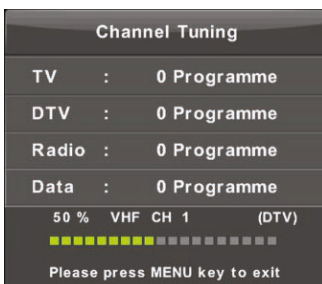 Channel Tuning
TV : 0 Programme
DTV : 0 Programme
Radio : 0 Programme
Data : 0 Programme
50 % VHF CH 1 (DTV)
Please press MENU key to exit